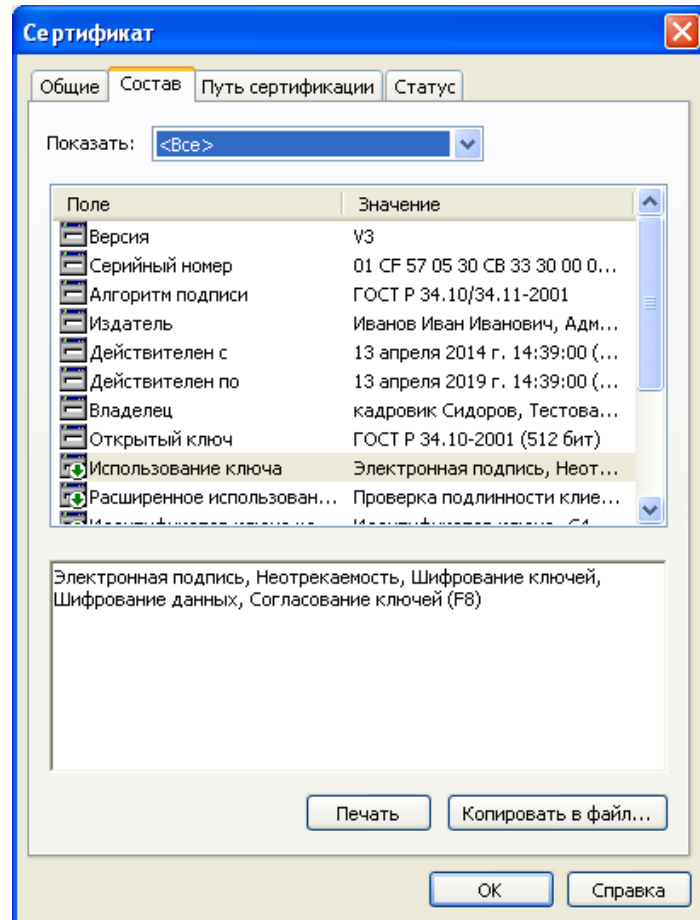 Сертификат
Общие Состав Путь сертификации Статус
Показать: <Все>
Поле Значение
Версия V3
Серийный номер 01 CF 57 05 30 CB 33 30 00 0...
Алгоритм подписи ГОСТ Р 34.10/34.11-2001
Издатель Иванов Иван Иванович, Адм...
Действителен с 13 апреля 2014 г. 14:39:00 (...
Действителен по 13 апреля 2019 г. 14:39:00 (...
Владелец кадровик Сидоров, Тестова...
Открытый ключ ГОСТ Р 34.10-2001 (512 бит)
Использование ключа Электронная подпись, Неот...
Расширенное использован... Проверка подлинности клие...
Электронная подпись, Неотрекаемость, Шифрование ключей,
Шифрование данных, Согласование ключей (F8)
Печать Копировать в файл...
OK Справка